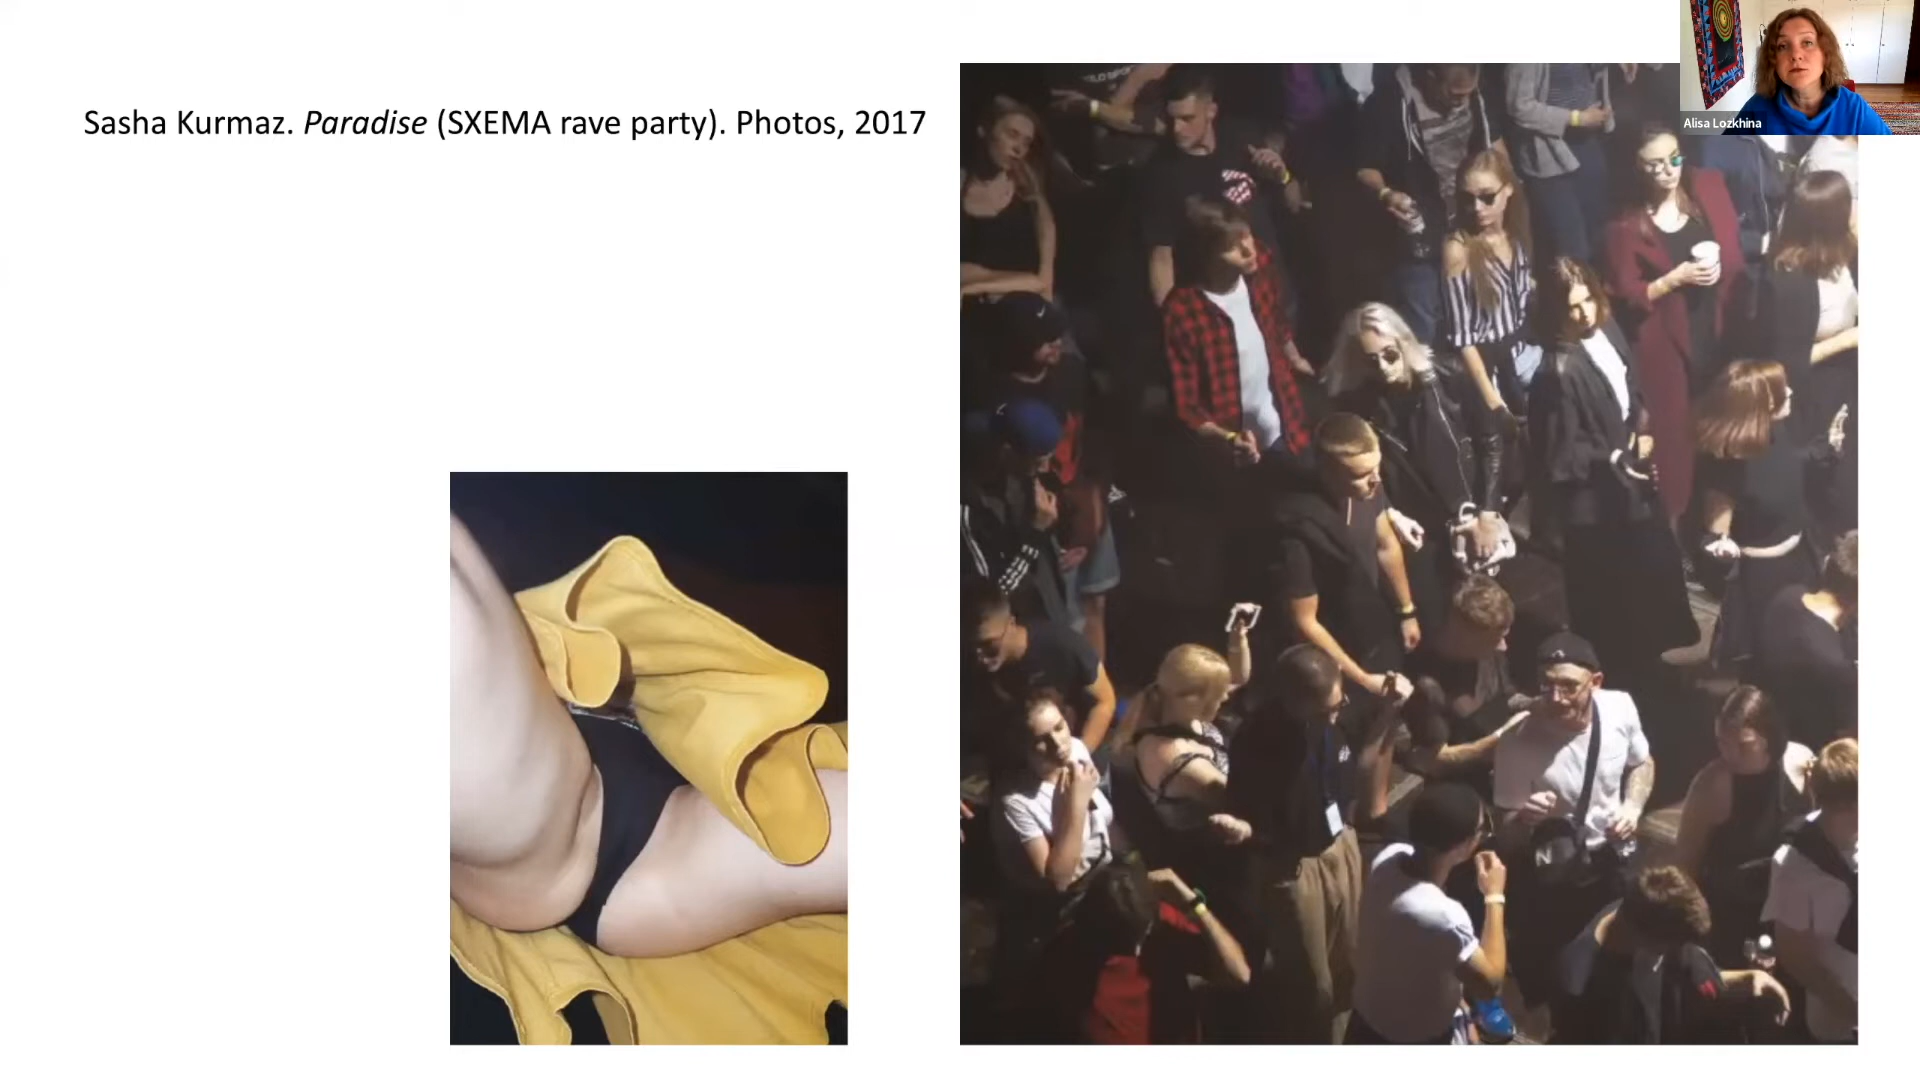 Sasha Kurmaz. Paradise (SXEMA rave party). Photos, 2017
Alisa Lozkhina